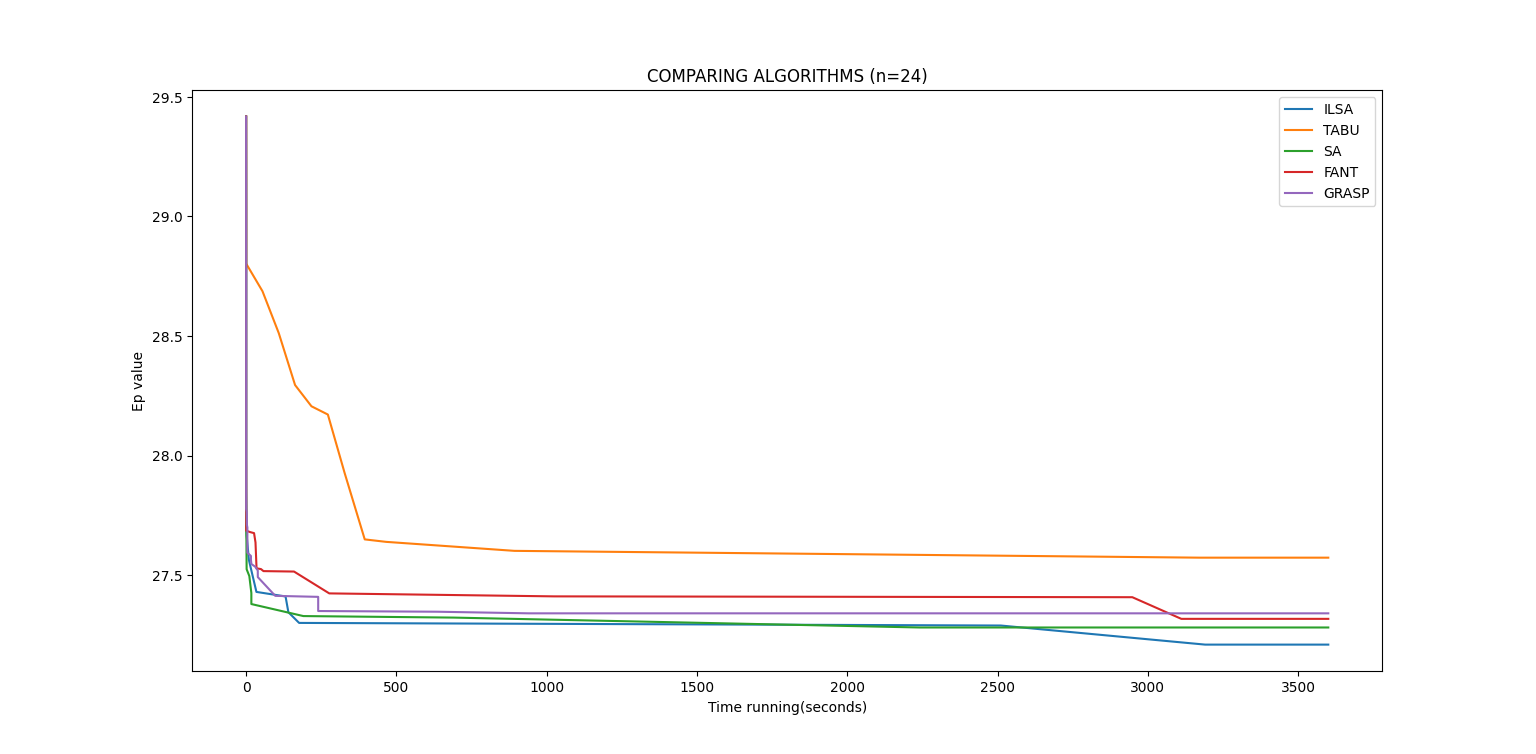 COMPARING ALGORITHMS (n=24)
29.5
29.0
28.5
28.0
27.5
Ep value
ILSA
TABU
SA
FANT
GRASP
0
500
1000
1500
2000
2500
3000
3500
Time running(seconds)